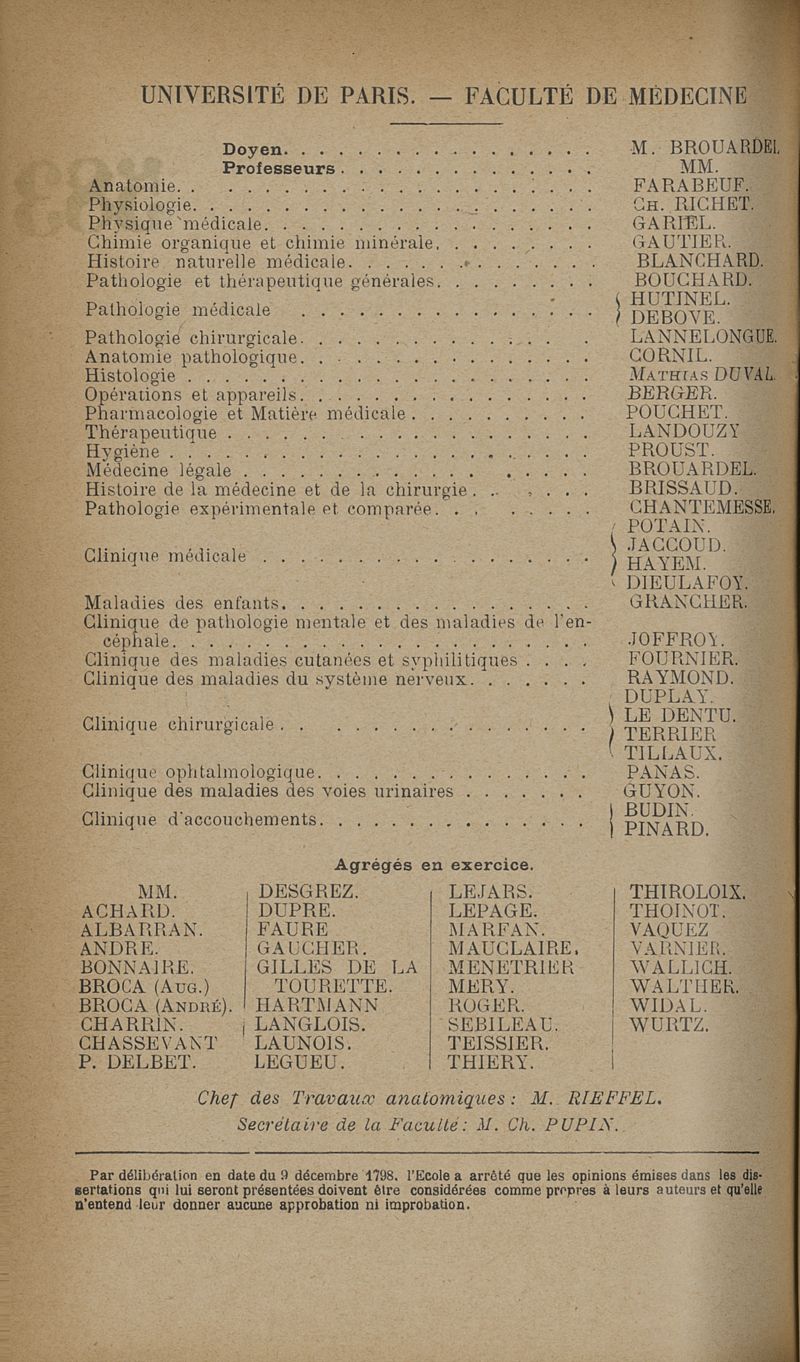 UNIVERSITÉ DE PARIS. — FACULTÉ DE MÉDECINE
Doyen. . . . . . . . . . . . . . . . . M. BROUARDEL
Professeurs . . . . . . . . . . . . . . MM.
Anatomie. . . . . . . . . . . . . . . . . FARABEUF.
Physiologie. . . . . . . . . . . . . . . . . CH. RICHET.
Physique médicale. . . . . . . . . . . . . . . . . GARIEL.
Chimie organique et chimie minérale. . . . . . . . . GAUTIER.
Histoire naturelle médicale. . . . . . . . . . . . . BLANCHARD.
Pathologie et thérapeutique générales. . . . . . . . . BOUCHARD.
Pathologie médicale . . . . . . . . . . . . . . . . { HUTINEL.
DEBOVE.
Pathologie chirurgicale. . . . . . . . . . . . . . . LANNELONGUE.
Anatomie pathologique. . . . . . . . . . . . . . . . CORNIL.
Histologie . . . . . . . . . . . . . . . . . . . . . MATHIAS DUVAL.
Opérations et appareils. . . . . . . . . . . . . . . BERGER.
Pharmacologie et Matière médicale . . . . . . . . . . POUCHET.
Thérapeutique . . . . . . . . . . . . . . . . . . . LANDOUZY
Hygiène . . . . . . . . . . . . . . . . . . . . . . PROUST.
Médecine légale . . . . . . . . . . . . . . . . . . BROUARDEL.
Histoire de la médecine et de la chirurgie . . . . . . BRISSAUD.
Pathologie expérimentale et comparée. . . . . . . . . CHANTEMESSE.
POTAIN.
Clinique médicale . . . . . . . . . . . . . . . . . { JACCOUD.
HAYEM.
DIEULAFOY.
Maladies des enfants. . . . . . . . . . . . . . . . . GRANCHER.
Clinique de pathologie mentale et des maladies de l'en-
céphale. . . . . . . . . . . . . . . . . . . . . . . JOFFROY.
Clinique des maladies cutanées et syphilitiques . . . . FOURNIER.
Clinique des maladies du système nerveux. . . . . . . RAYMOND.
DUPLAY.
Clinique chirurgicale . . . . . . . . . . . . . . . . { LE DENTU.
TERRIER
TILLAUX.
Clinique ophtalmologique. . . . . . . . . . . . . . . PANAS.
Clinique des maladies des voies urinaires . . . . . . . GUYON.
Clinique d'accouchements. . . . . . . . . . . . . . . { BUDIN.
PINARD.
Agrégés en exercice.
MM.
ACHARD.
ALBARRAN.
ANDRE.
BONNAIRE.
BROCA (AUG.)
BROCA (ANDRÉ).
CHARRIN.
CHASSEVANT
P. DELBET.
DESGREZ.
DUPRE.
FAURE
GAUCHER.
GILLES DE LA
TOURETTE.
HARTMANN
LANGLOIS.
LAUNOIS.
LEGUEU.
LEJARS.
LEPAGE.
MARFAN.
MAUCLAIRE.
MENETRIER
MERY.
ROGER.
SEBILEAU.
TEISSIER.
THIERY.
THIROLOIX.
THOINOT.
VAQUEZ
VARNIER.
WALLICH.
WALTHER.
WIDAL.
WURTZ.
Chef des Travaux anatomiques : M. RIEFFEL.
Secrétaire de la Faculté : M. Ch. PUPIN.
Par délibération en date du 9 décembre 1798, l'Ecole a arrêté que les opinions émises dans les dis-
sertations qui lui seront présentées doivent être considérées comme propres à leurs auteurs et qu'elle
n'entend leur donner aucune approbation ni improbation.